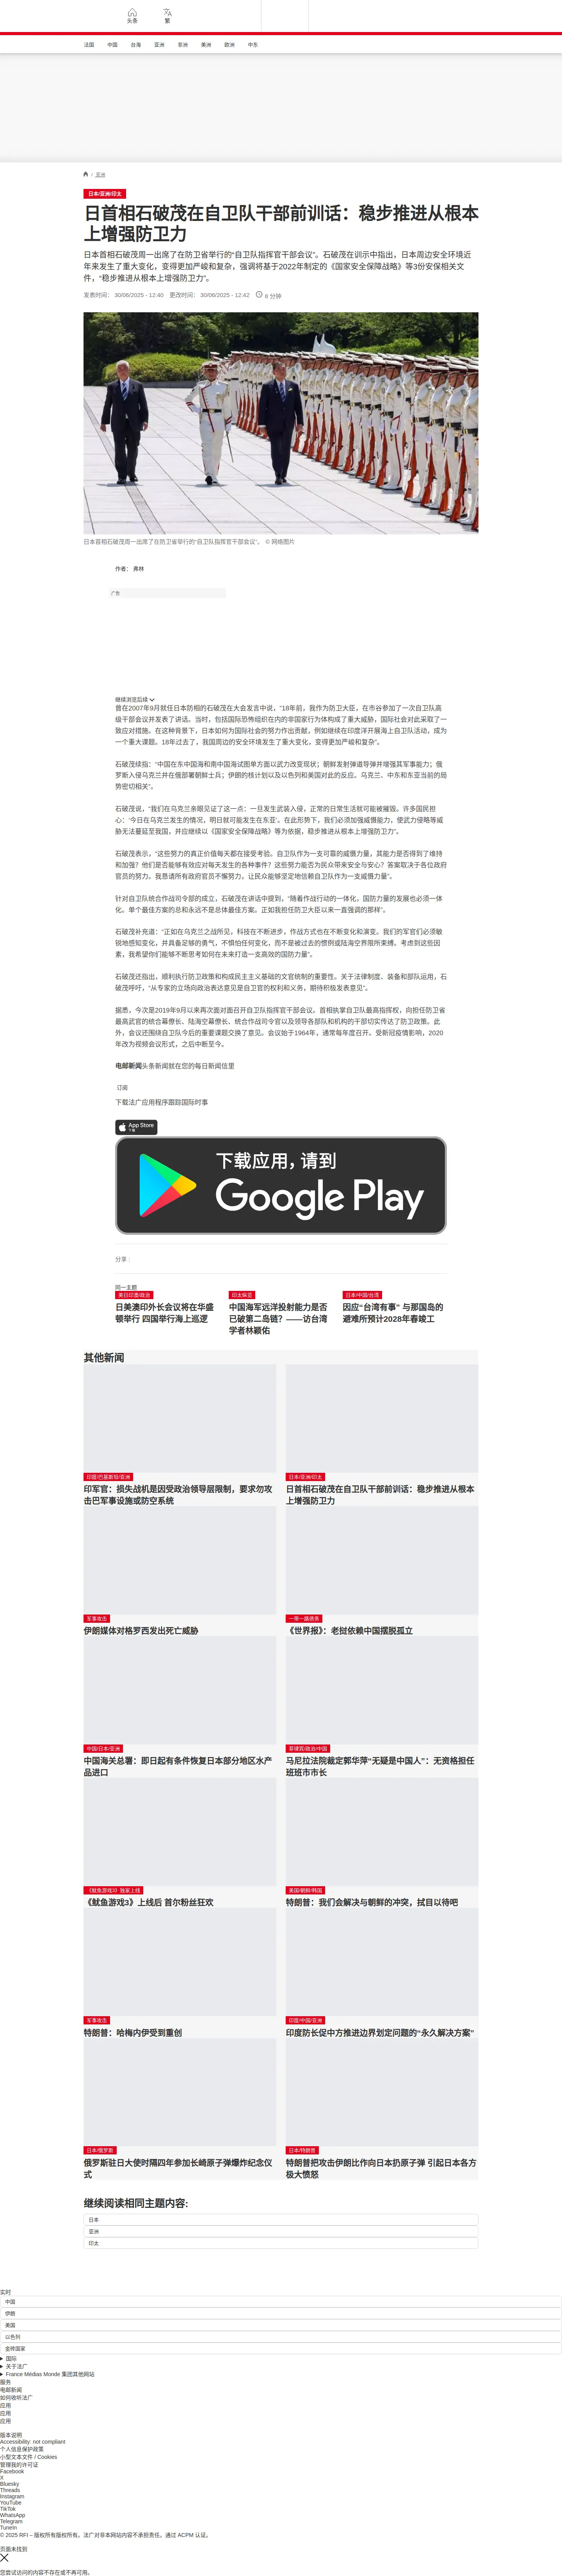 头条
繁
法国
中国
台海
亚洲
非洲
美洲
欧洲
中东
/ 亚洲
日本/亚洲/印太
日首相石破茂在自卫队干部前训话：稳步推进从根本
上增强防卫力
日本首相石破茂周一出席了在防卫省举行的“自卫队指挥官干部会议”。石破茂在训示中指出，日本周边安全环境近
年来发生了重大变化，变得更加严峻和复杂，强调将基于2022年制定的《国家安全保障战略》等3份安保相关文
件，“稳步推进从根本上增强防卫力”。
发表时间： 30/06/2025 - 12:40 更改时间： 30/06/2025 - 12:42 6 分钟
日本首相石破茂周一出席了在防卫省举行的“自卫队指挥官干部会议”。 © 网络图片
作者： 弗林
广告
继续浏览后续
曾在2007年9月就任日本防相的石破茂在大会发言中说，“18年前，我作为防卫大臣，在市谷参加了一次自卫队高
级干部会议并发表了讲话。当时，包括国际恐怖组织在内的非国家行为体构成了重大威胁，国际社会对此采取了一
致应对措施。在这种背景下，日本如何为国际社会的努力作出贡献，例如继续在印度洋开展海上自卫队活动，成为
一个重大课题。18年过去了，我国周边的安全环境发生了重大变化，变得更加严峻和复杂”。
石破茂续指：“中国在东中国海和南中国海试图单方面以武力改变现状；朝鲜发射弹道导弹并增强其军事能力；俄
罗斯入侵乌克兰并在俄部署朝鲜士兵；伊朗的核计划以及以色列和美国对此的反应。乌克兰、中东和东亚当前的局
势密切相关”。
石破茂说，“我们在乌克兰亲眼见证了这一点：一旦发生武装入侵，正常的日常生活就可能被摧毁。许多国民担
心：‘今日在乌克兰发生的情况，明日就可能发生在东亚’。在此形势下，我们必须加强威慑能力，使武力侵略等威
胁无法蔓延至我国，并应继续以《国家安全保障战略》等为依据，稳步推进从根本上增强防卫力”。
石破茂表示，“这些努力的真正价值每天都在接受考验。自卫队作为一支可靠的威慑力量，其能力是否得到了维持
和加强？他们是否能够有效应对每天发生的各种事件？这些努力能否为民众带来安全与安心？答案取决于各位政府
官员的努力。我恳请所有政府官员不懈努力，让民众能够坚定地信赖自卫队作为一支威慑力量”。
针对自卫队统合作战司令部的成立，石破茂在讲话中提到，“随着作战行动的一体化，国防力量的发展也必须一体
化。单个最佳方案的总和永远不是总体最佳方案。正如我担任防卫大臣以来一直强调的那样”。
石破茂补充道：“正如在乌克兰之战所见，科技在不断进步，作战方式也在不断变化和演变。我们的军官们必须敏
锐地感知变化，并具备足够的勇气，不惧怕任何变化，而不是被过去的惯例或陆海空界限所束缚。考虑到这些因
素，我希望你们能够不断思考如何在未来打造一支高效的国防力量”。
石破茂还指出，顺利执行防卫政策和构成民主主义基础的文官统制的重要性。关于法律制度、装备和部队运用，石
破茂呼吁，“从专家的立场向政治表达意见是自卫官的权利和义务，期待积极发表意见”。
据悉，今次是2019年9月以来再次面对面召开自卫队指挥官干部会议。首相执掌自卫队最高指挥权，向担任防卫省
最高武官的统合幕僚长、陆海空幕僚长、统合作战司令官以及领导各部队和机构的干部切实传达了防卫政策。此
外，会议还围绕自卫队今后的重要课题交换了意见。会议始于1964年，通常每年度召开。受新冠疫情影响，2020
年改为视频会议形式，之后中断至今。
电邮新闻头条新闻就在您的每日新闻信里
订阅
下载法广应用程序跟踪国际时事
App Store
下载
下载应用，请到
Google Play
分享 :
同一主题
美日印澳/政治
日美澳印外长会议将在华盛
顿举行 四国举行海上巡逻
印太纵览
中国海军远洋投射能力是否
已破第二岛链？——访台湾
学者林颖佑
日本/中国/台湾
因应“台湾有事” 与那国岛的
避难所预计2028年春竣工
其他新闻
印度/巴基斯坦/亚洲
印军官：损失战机是因受政治领导层限制，要求勿攻
击巴军事设施或防空系统
日本/亚洲/印太
日首相石破茂在自卫队干部前训话：稳步推进从根本
上增强防卫力
军事攻击
伊朗媒体对格罗西发出死亡威胁
一带一路债务
《世界报》：老挝依赖中国摆脱孤立
中国/日本/亚洲
中国海关总署：即日起有条件恢复日本部分地区水产
品进口
菲律宾/政治/中国
马尼拉法院裁定郭华萍“无疑是中国人”：无资格担任
班班市市长
《鱿鱼游戏3》独家上线
《鱿鱼游戏3》上线后 首尔粉丝狂欢
美国/朝鲜/韩国
特朗普：我们会解决与朝鲜的冲突，拭目以待吧
军事攻击
特朗普：哈梅内伊受到重创
印度/中国/亚洲
印度防长促中方推进边界划定问题的“永久解决方案”
日本/俄罗斯
俄罗斯驻日大使时隔四年参加长崎原子弹爆炸纪念仪
式
日本/特朗普
特朗普把攻击伊朗比作向日本扔原子弹 引起日本各方
极大愤怒
继续阅读相同主题内容:
日本
亚洲
印太
实时
中国
伊朗
美国
以色列
金砖国家
国际
关于法广
France Médias Monde 集团其他网站
服务
电邮新闻
如何收听法广
应用
应用
应用
版本说明
Accessibility: not compliant
个人信息保护政策
小型文本文件 / Cookies
管理我的许可证
Facebook
X
Bluesky
Threads
Instagram
YouTube
TikTok
WhatsApp
Telegram
TuneIn
© 2025 RFI – 版权所有版权所有。法广对非本网站内容不承担责任。通过 ACPM 认证。
页面未找到
您尝试访问的内容不存在或不再可用。